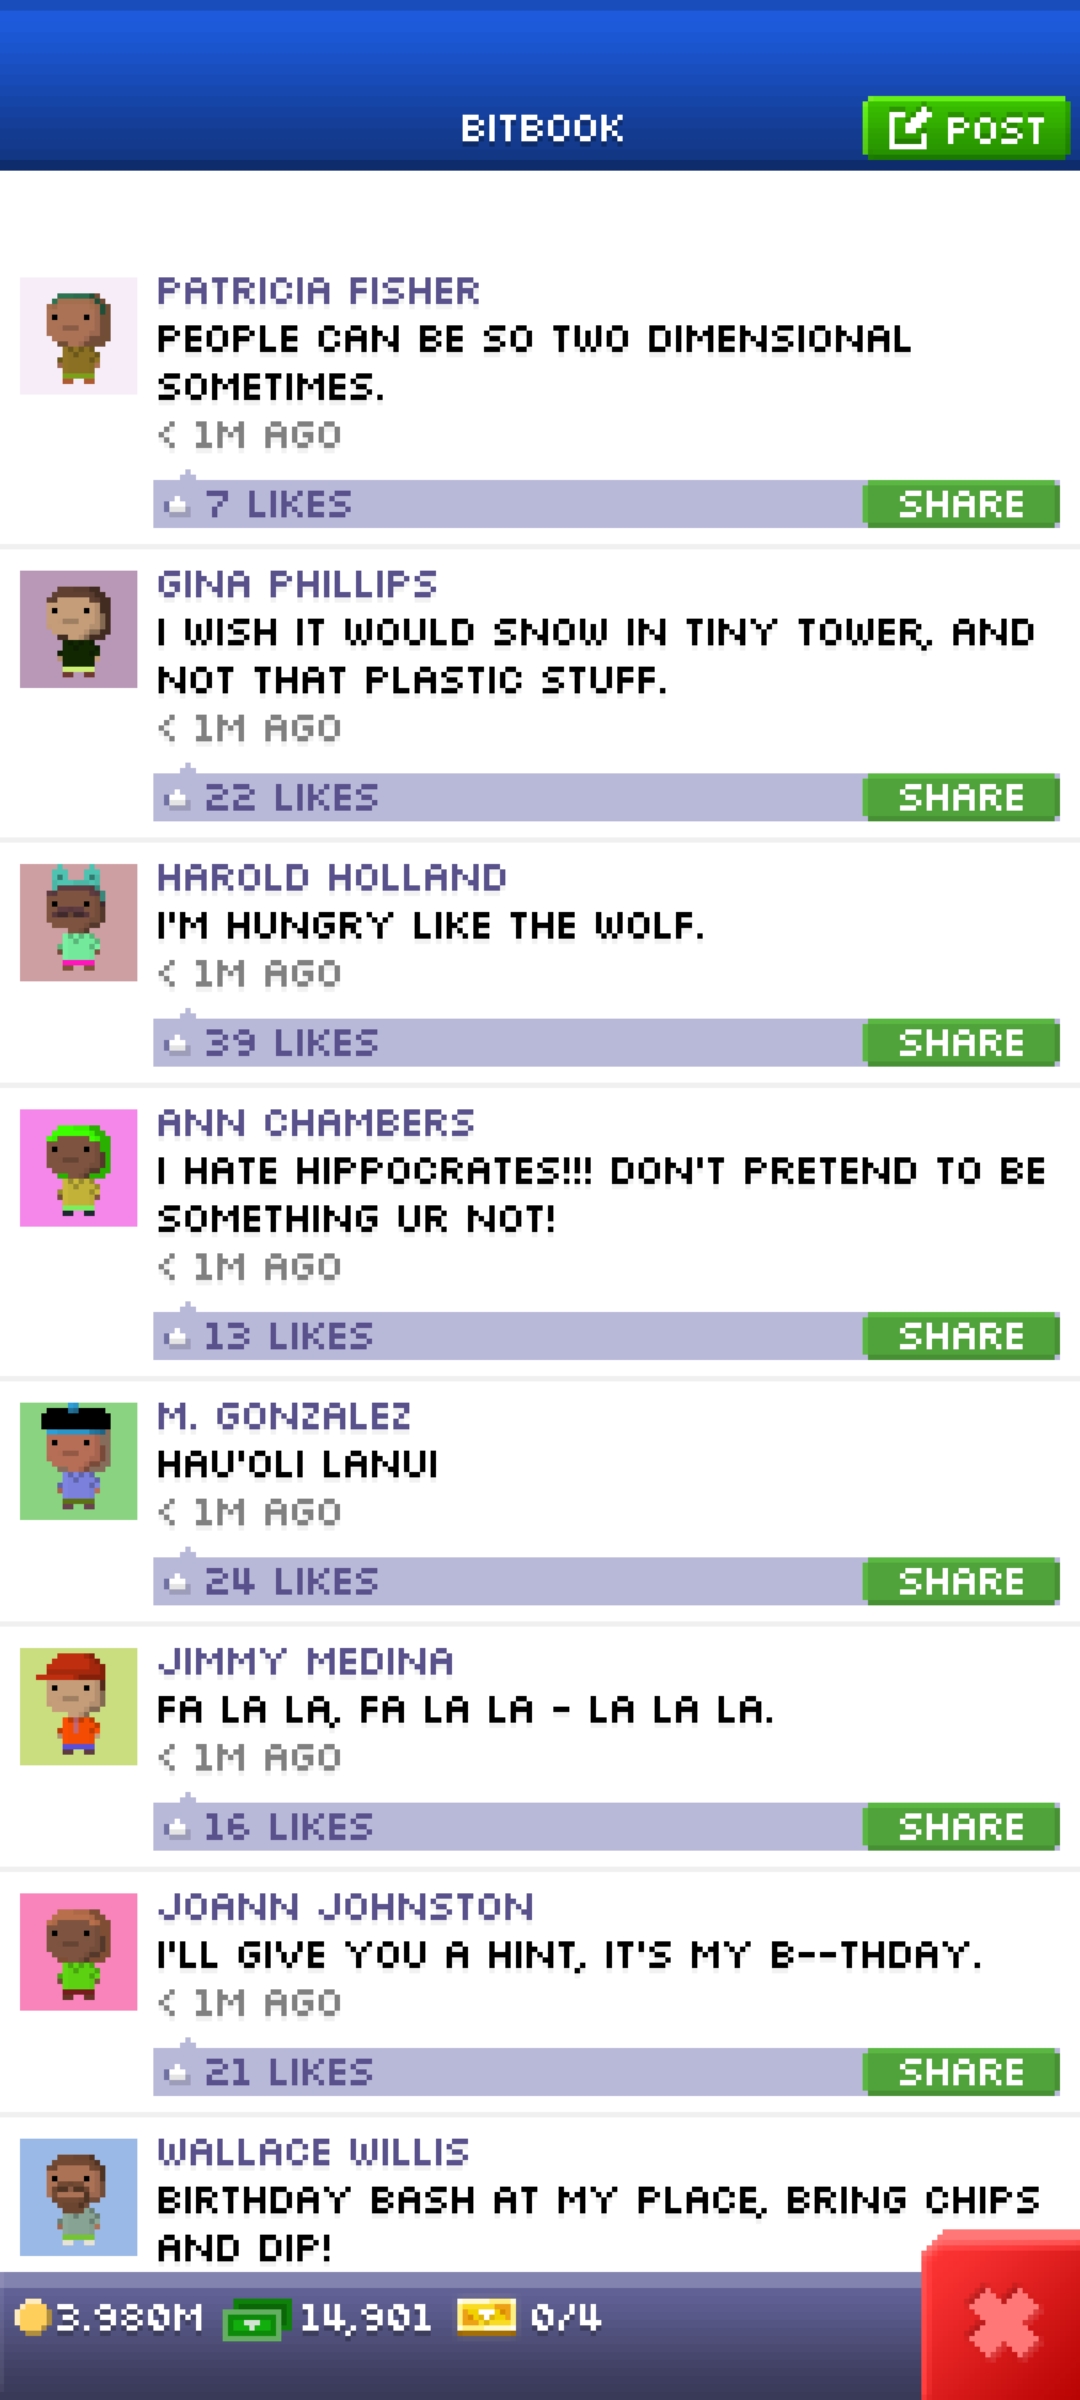 BITBOOK
POST
PATRICIA FISHER
PEOPLE CAN BE SO TWO DIMENSIONAL
SOMETIMES.
< 1M AGO
7 LIKES
SHARE
GINA PHILLIPS
I WISH IT WOULD SNOW IN TINY TOWER, AND
NOT THAT PLASTIC STUFF.
< 1M AGO
22 LIKES
SHARE
HAROLD HOLLAND
I'M HUNGRY LIKE THE WOLF.
< 1M AGO
39 LIKES
SHARE
ANN CHAMBERS
I HATE HIPPOCRATES!!! DON'T PRETEND TO BE
SOMETHING UR NOT!
< 1M AGO
13 LIKES
SHARE
M. GONZALEZ
HAU'OLI LANUI
< 1M AGO
24 LIKES
SHARE
JIMMY MEDINA
FA LA LA, FA LA LA - LA LA LA.
< 1M AGO
16 LIKES
SHARE
JOANN JOHNSTON
I'LL GIVE YOU A HINT, IT'S MY B--THDAY.
< 1M AGO
21 LIKES
SHARE
WALLACE WILLIS
BIRTHDAY BASH AT MY PLACE, BRING CHIPS
AND DIP!
3.980M 14,901 0/4